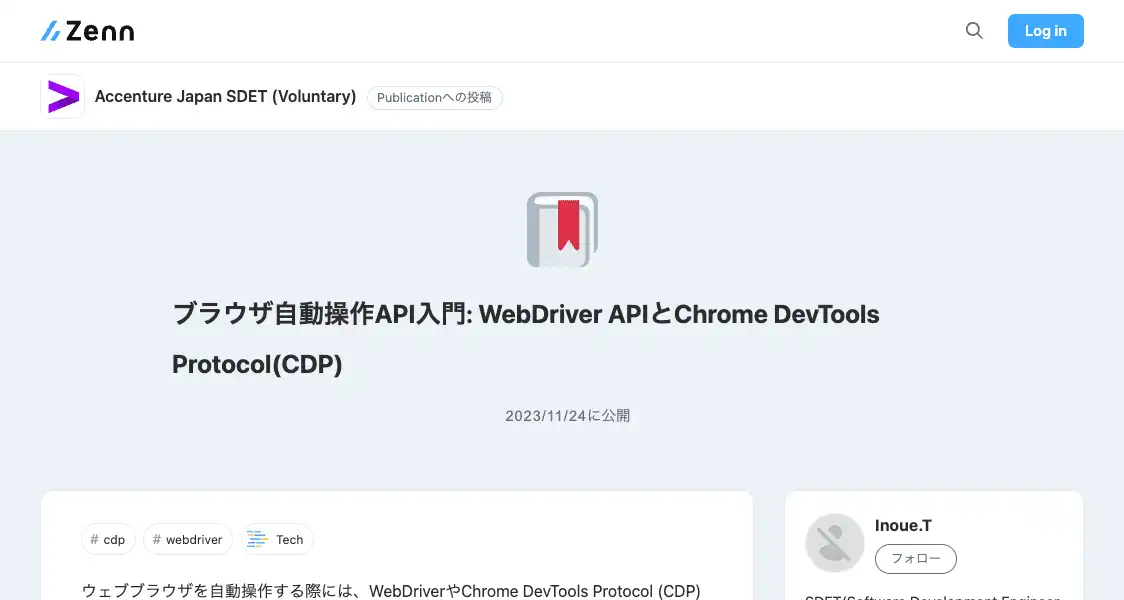 Zenn
Log in
Accenture Japan SDET (Voluntary)
Publicationへの投稿
ブラウザ自動操作API入門: WebDriver APIとChrome DevTools
Protocol(CDP)
2023/11/24に公開
# cdp
# webdriver
Tech
ウェブブラウザを自動操作する際には、WebDriverやChrome DevTools Protocol (CDP)
Inoue.T
フォロー
SDET(Software Development Engineer